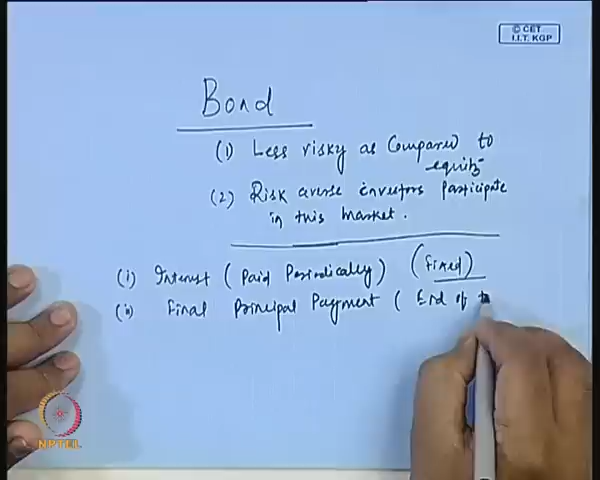 © CET
I.I.T. KGP
Bond
(1) Less risky as Compared to
equity
(2) Risk averse investors participate
in this market.
(i) Interest (Paid Periodically) (fixed)
(ii) Final Principal Payment ( End of
NPTEL